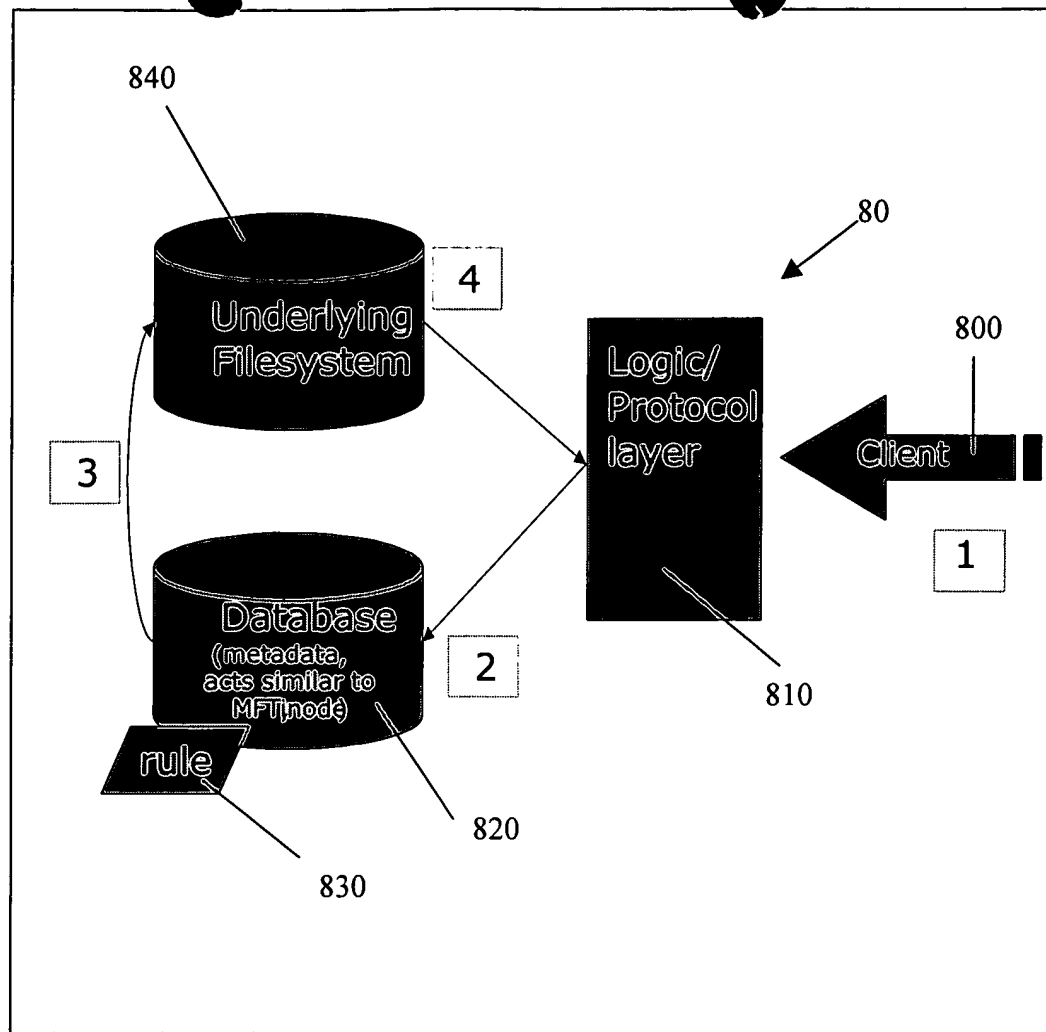 840
80
4
Underlying
Filesystem
800
Logic/
Protocol
layer
Client
3
1
Database
(metadata,
acts similar to
MFT,inode)
2
810
rule
820
830